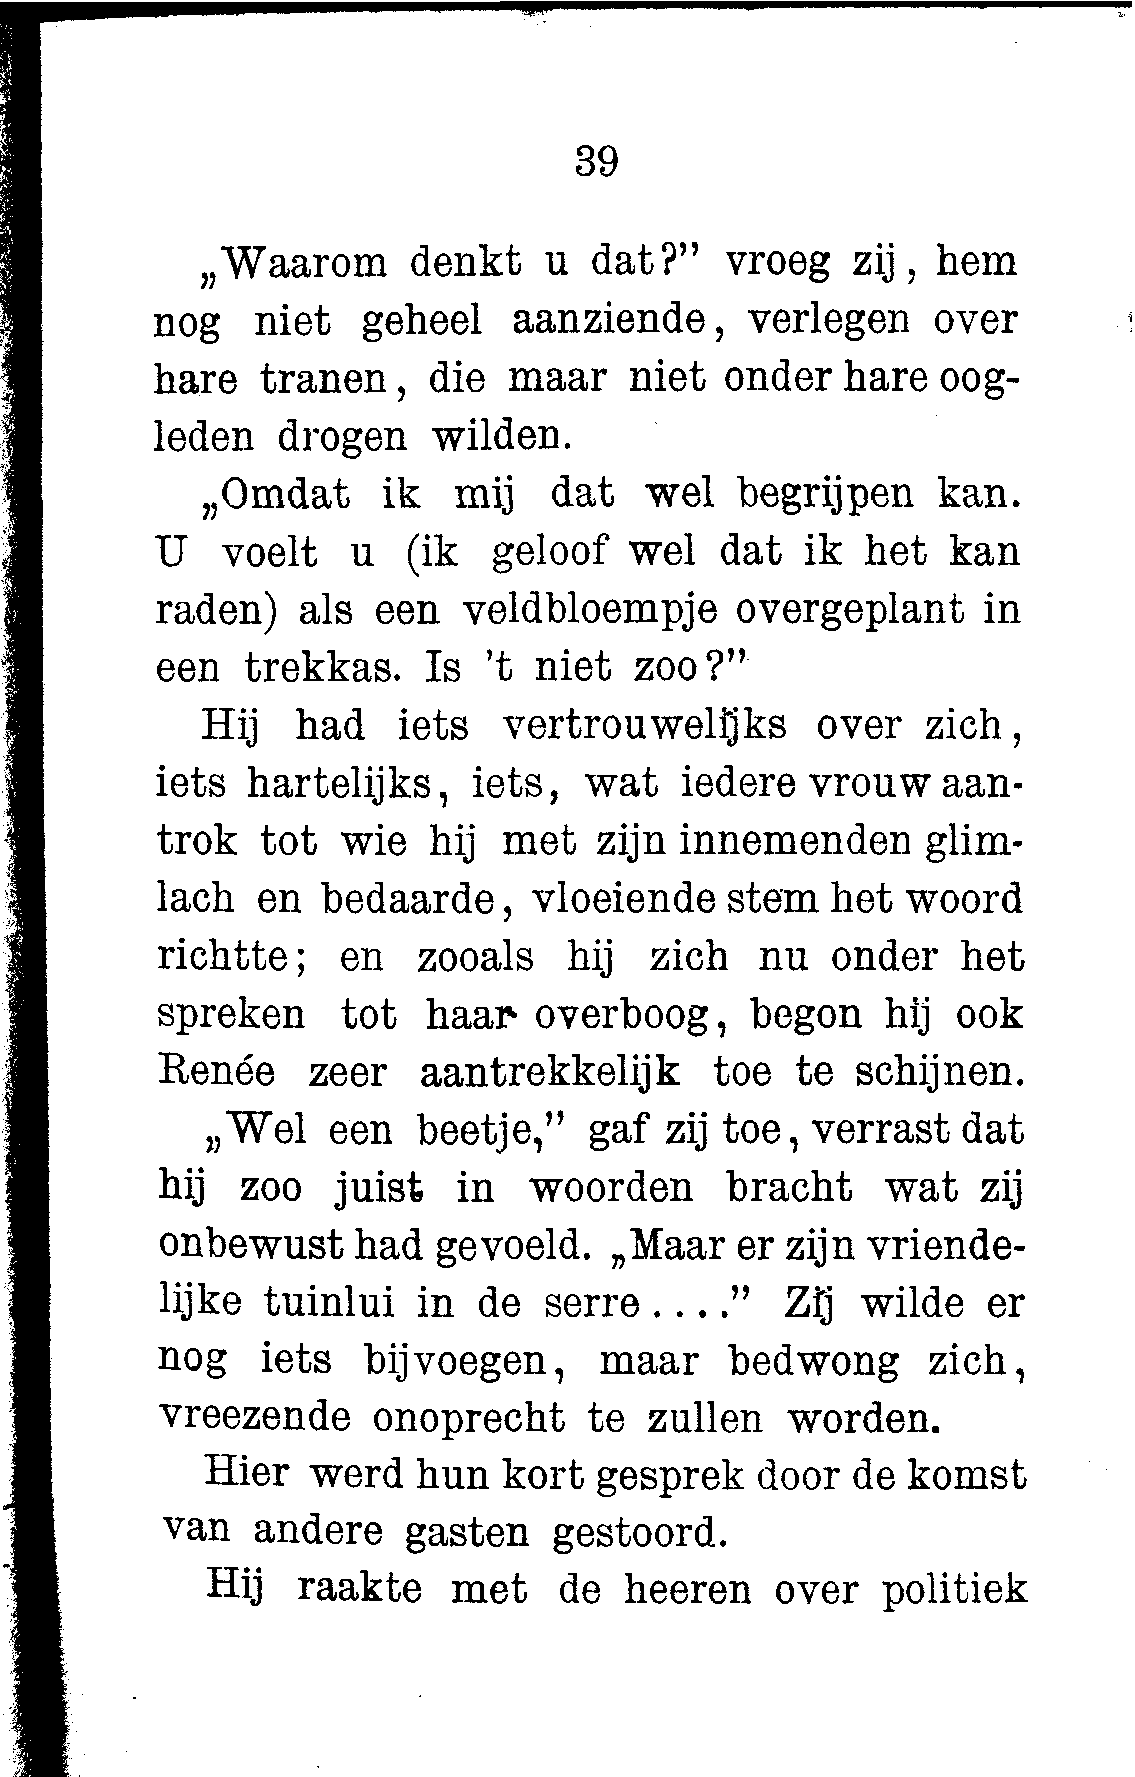 39
„Waarom denkt u dat?” vroeg zij, hem
nog niet geheel aanziende, verlegen over
hare tranen, die maar niet onder hare oog-
leden drogen wilden.
„Omdat ik mij dat wel begrijpen kan.
U voelt u (ik geloof wel dat ik het kan
raden) als een veldbloempje overgeplant in
een trekkas. Is 't niet zoo?”
Hij had iets vertrouwelijks over zich,
iets hartelijks, iets, wat iedere vrouw aan-
trok tot wie hij met zijn innemenden glim-
lach en bedaarde, vloeiende stem het woord
richtte; en zooals hij zich nu onder het
spreken tot haar overboog, begon hij ook
Renée zeer aantrekkelijk toe te schijnen.
„Wel een beetje,” gaf zij toe, verrast dat
hij zoo juist in woorden bracht wat zij
onbewust had gevoeld. „Maar er zijn vriende-
lijke tuinlui in de serre....” Zij wilde er
nog iets bijvoegen, maar bedwong zich,
vreezende onoprecht te zullen worden.
Hier werd hun kort gesprek door de komst
van andere gasten gestoord.
Hij raakte met de heeren over politiek